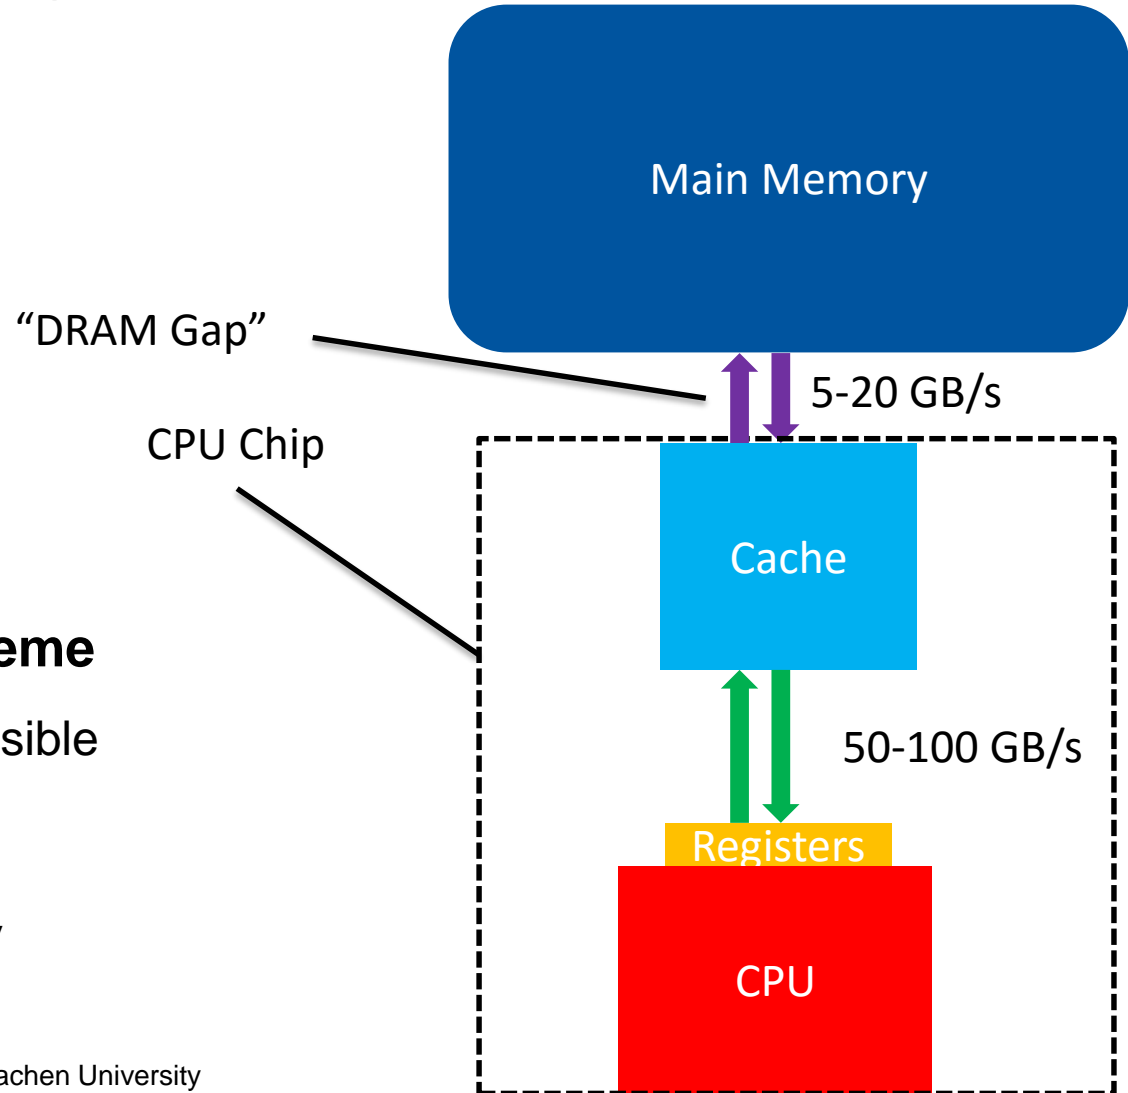 Main Memory
“DRAM Gap”
5-20 GB/s
CPU Chip
Cache
eme
sible
50-100 GB/s
Registers
CPU
achen University